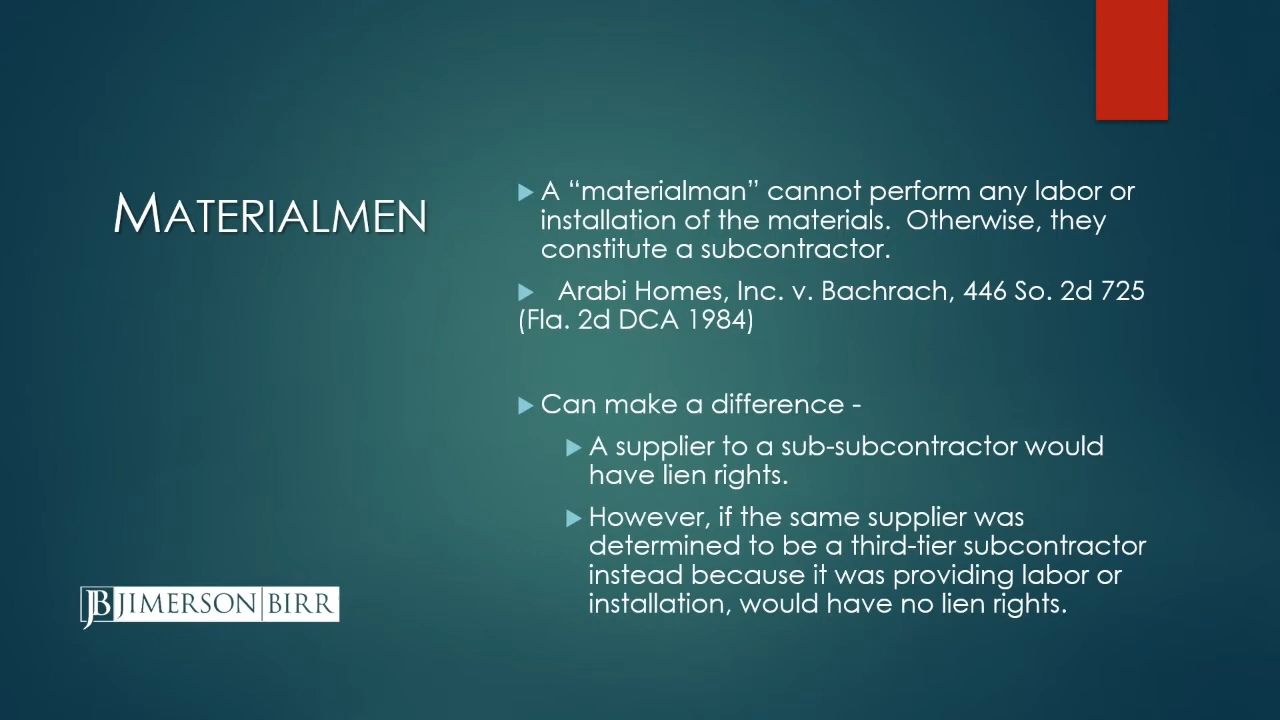 MATERIALMEN
A “materialman” cannot perform any labor or
installation of the materials.  Otherwise, they
constitute a subcontractor.
Arabi Homes, Inc. v. Bachrach, 446 So. 2d 725
(Fla. 2d DCA 1984)
Can make a difference -
A supplier to a sub-subcontractor would
have lien rights.
However, if the same supplier was
determined to be a third-tier subcontractor
instead because it was providing labor or
installation, would have no lien rights.
JB JIMERSON|BIRR